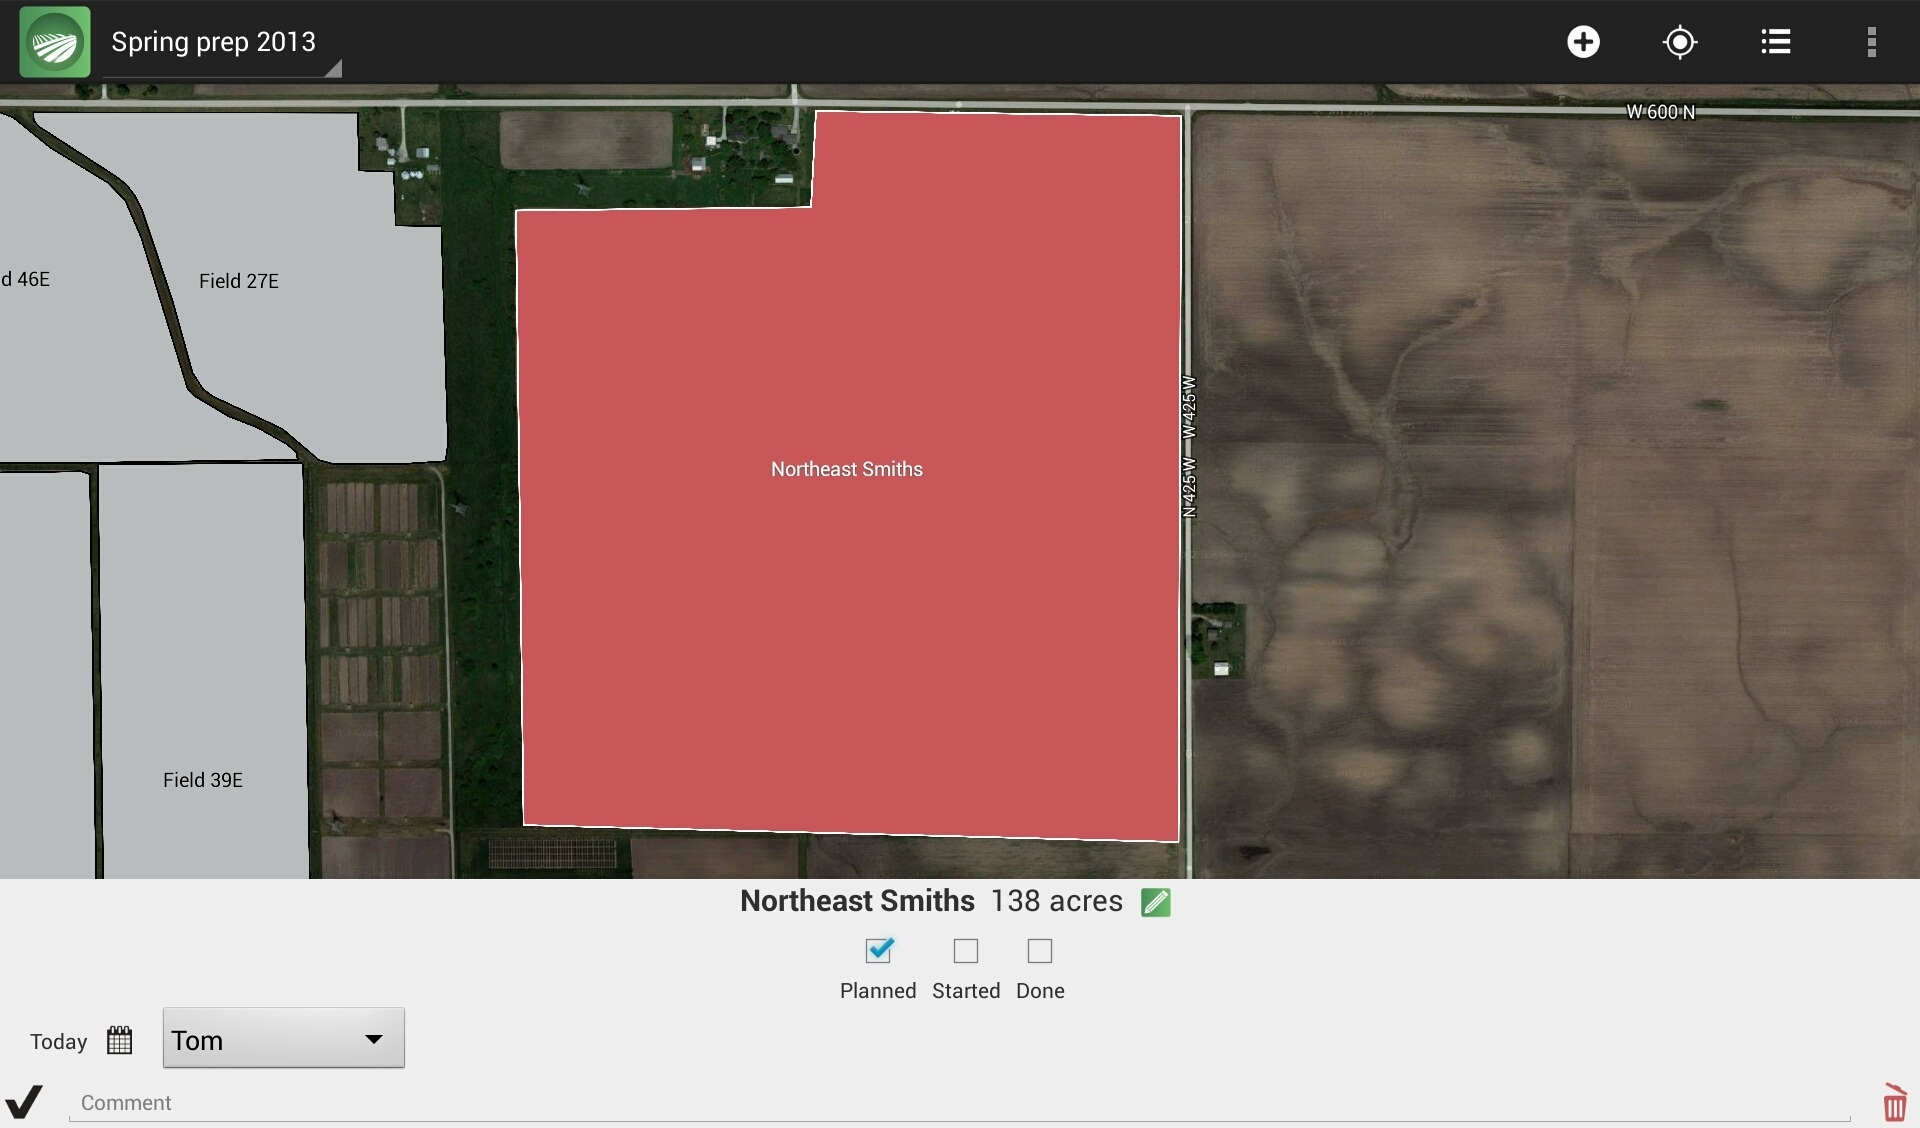 Spring prep 2013
W 600 N
d 46E
Field 27E
W 425 W
N 425 W
Northeast Smiths
Field 39E
Northeast Smiths 138 acres
Planned Started Done
Today Tom
Comment